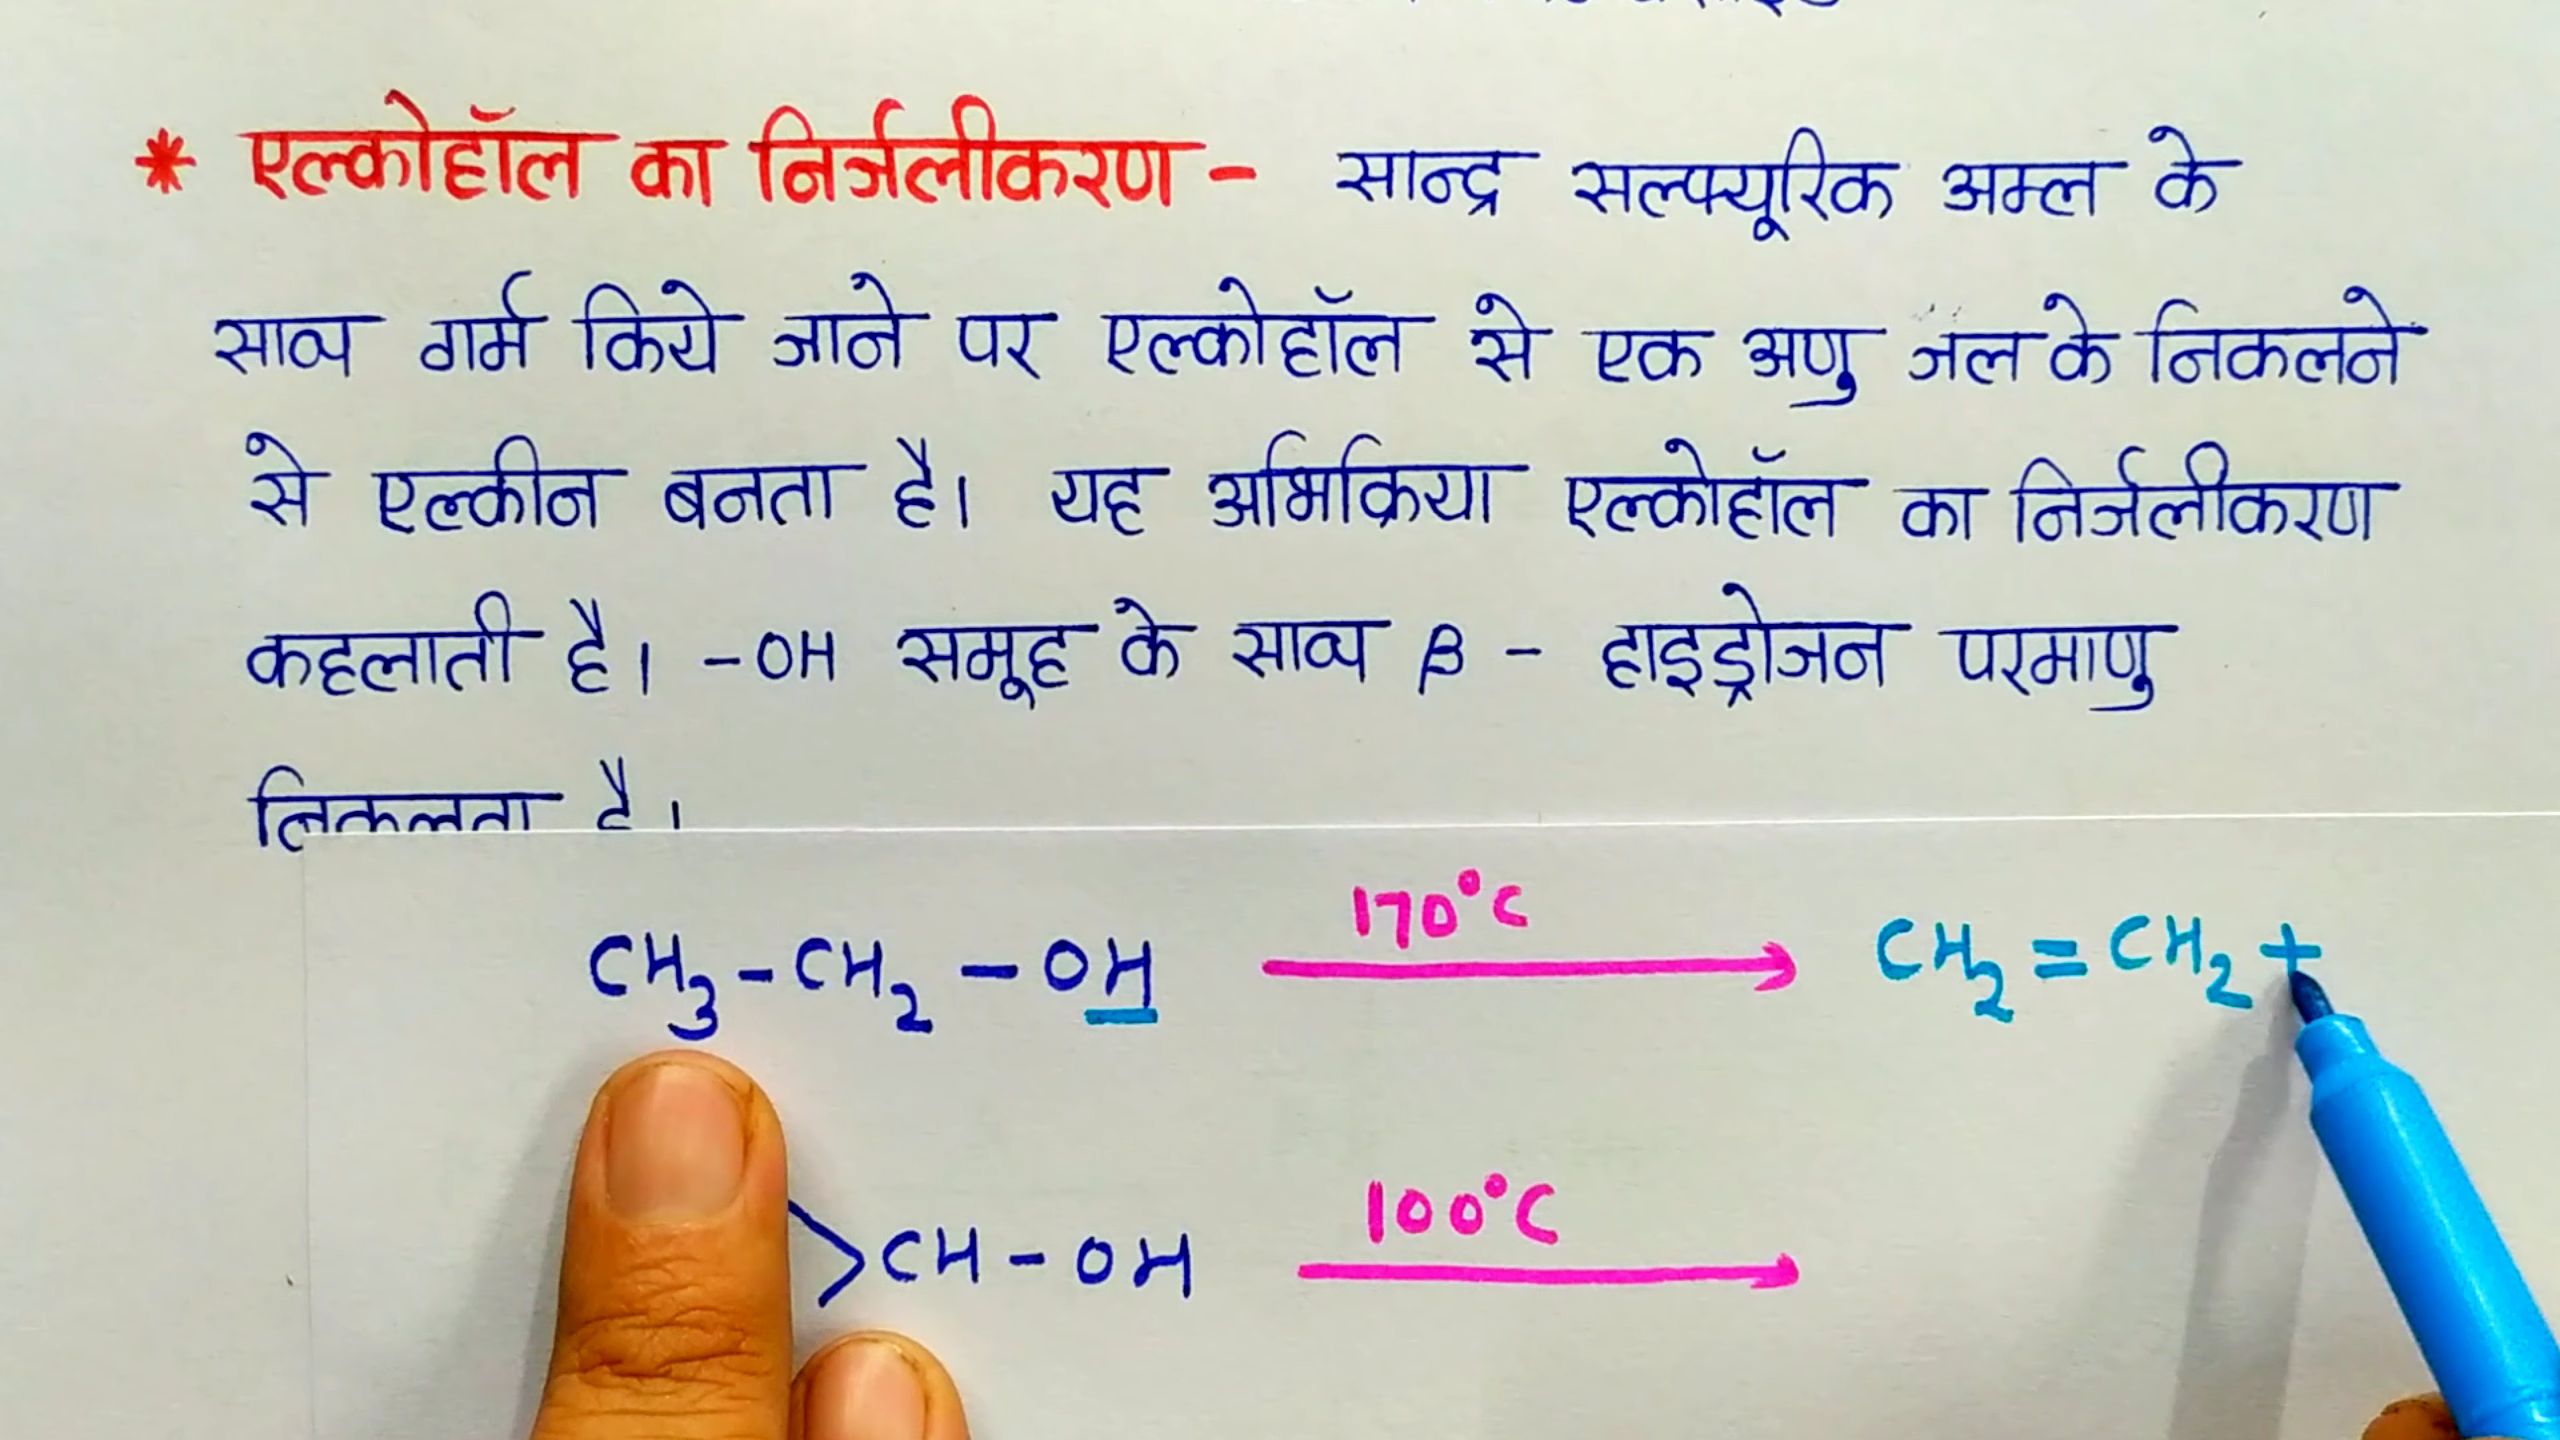 * एल्कोहॉल का निर्जलीकरण - सान्द्र सल्फ्यूरिक अम्ल के
साथ गर्म किये जाने पर एल्कोहॉल से एक अणु जल के निकलने
से एल्कीन बनता है। यह अभिक्रिया एल्कोहॉल का निर्जलीकरण
कहलाती है। -OH समूह के साथ β - हाइड्रोजन परमाणु
निकलता है।
CH₃-CH₂-OH 170°C → CH₂=CH₂ +
>CH-OH 100°C →